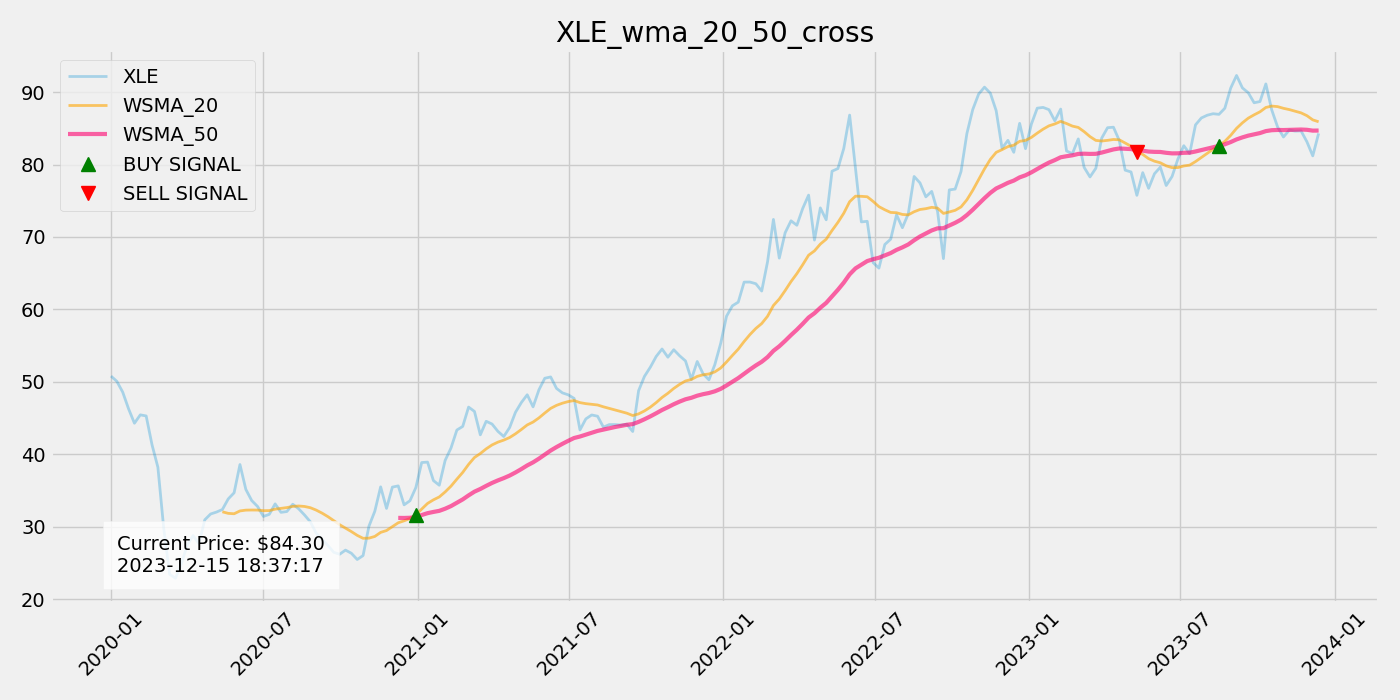 XLE_wma_20_50_cross
XLE
WSMA_20
WSMA_50
BUY SIGNAL
SELL SIGNAL
90
80
70
60
50
40
30
20
Current Price: $84.30
2023-12-15 18:37:17
2020-01
2020-07
2021-01
2021-07
2022-01
2022-07
2023-01
2023-07
2024-01